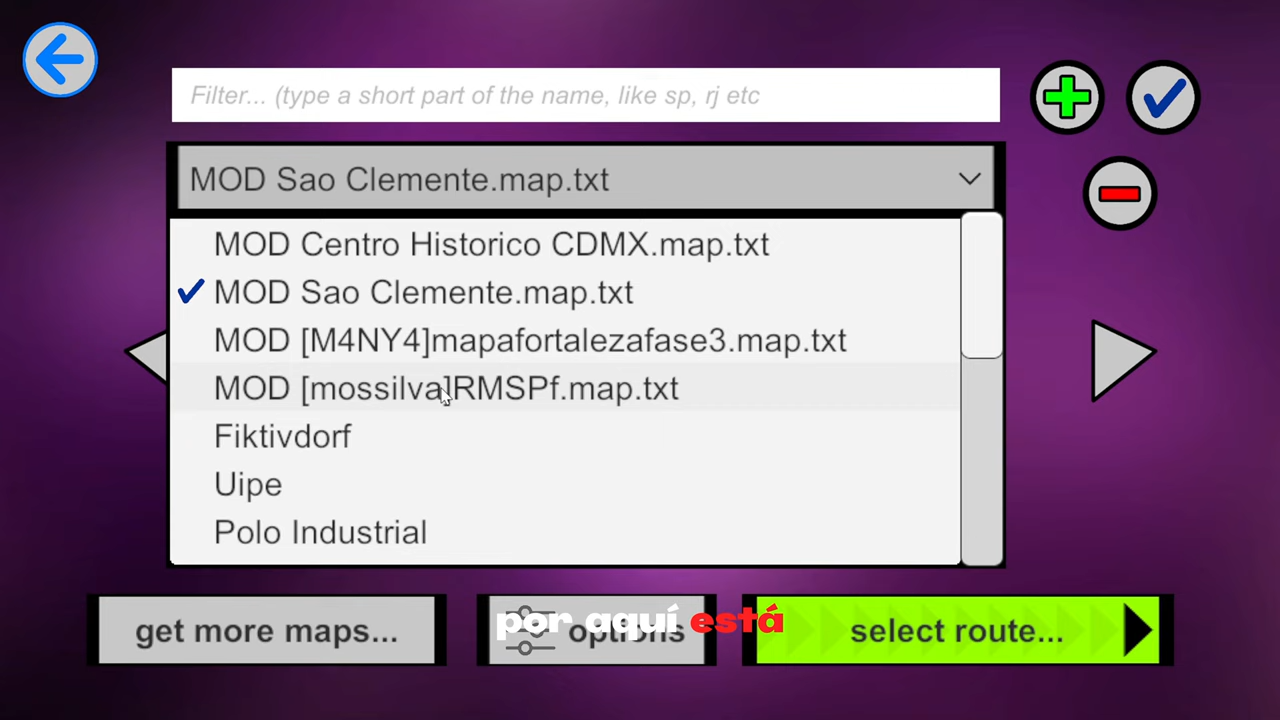 Filter... (type a short part of the name, like sp, rj etc
MOD Sao Clemente.map.txt
MOD Centro Historico CDMX.map.txt
MOD Sao Clemente.map.txt
MOD [M4NY4]mapafortalezafase3.map.txt
MOD [mossilva]RMSPf.map.txt
Fiktivdorf
Uipe
Polo Industrial
get more maps...
options
select route...
por aquí está